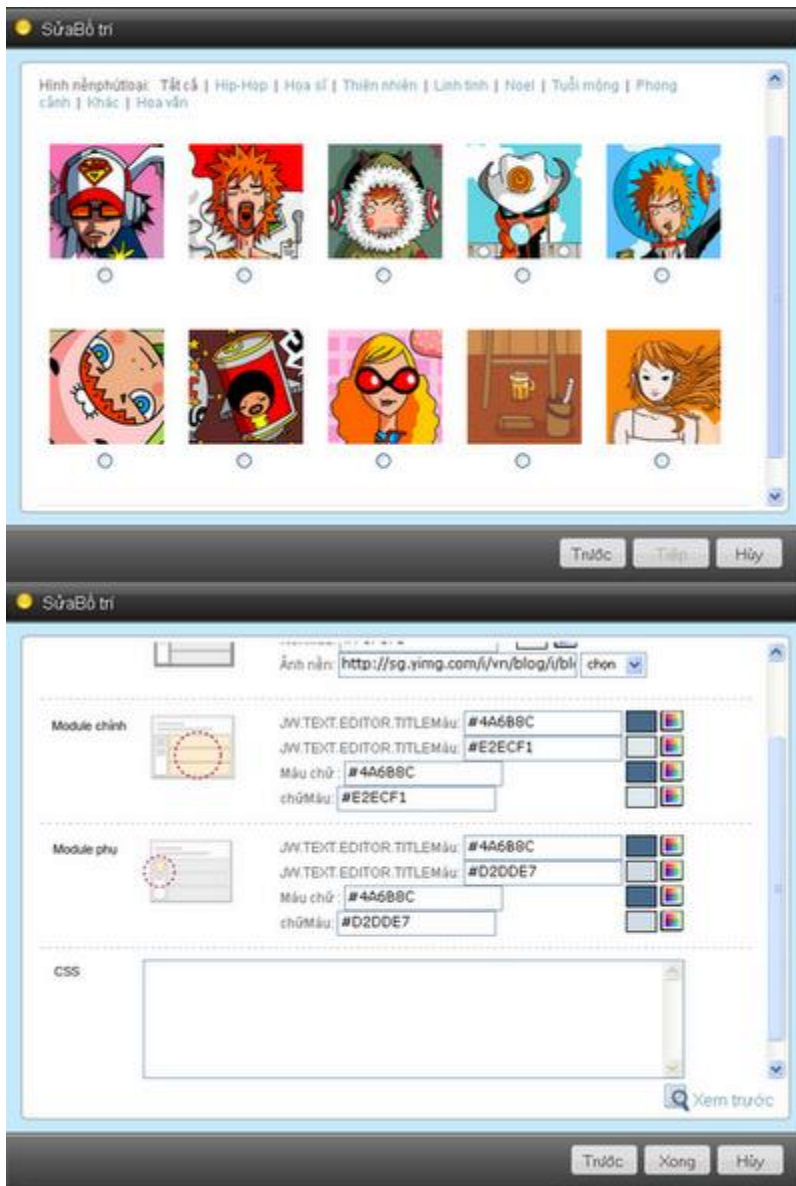 SửaBố trí
Hình nềnphútloại: Tất cả | Hip-Hop | Họa sĩ | Thiên nhiên | Linh tinh | Noel | Tuổi mộng | Phong
cảnh | Khác | Hoa văn
Trước Tiếp Hủy
SửaBố trí
Ảnh nền: http://sg.yimg.com/i/vn/blog/i/bl chọn
Module chính
JW.TEXT.EDITOR.TITLEMàu: #4A6B8C
JW.TEXT.EDITOR.TITLEMàu: #E2ECF1
Màu chữ : #4A6B8C
chữMàu: #E2ECF1
Module phụ
JW.TEXT.EDITOR.TITLEMàu: #4A6B8C
JW.TEXT.EDITOR.TITLEMàu: #D2DDE7
Màu chữ : #4A6B8C
chữMàu: #D2DDE7
CSS
Xem trước
Trước Xong Hủy